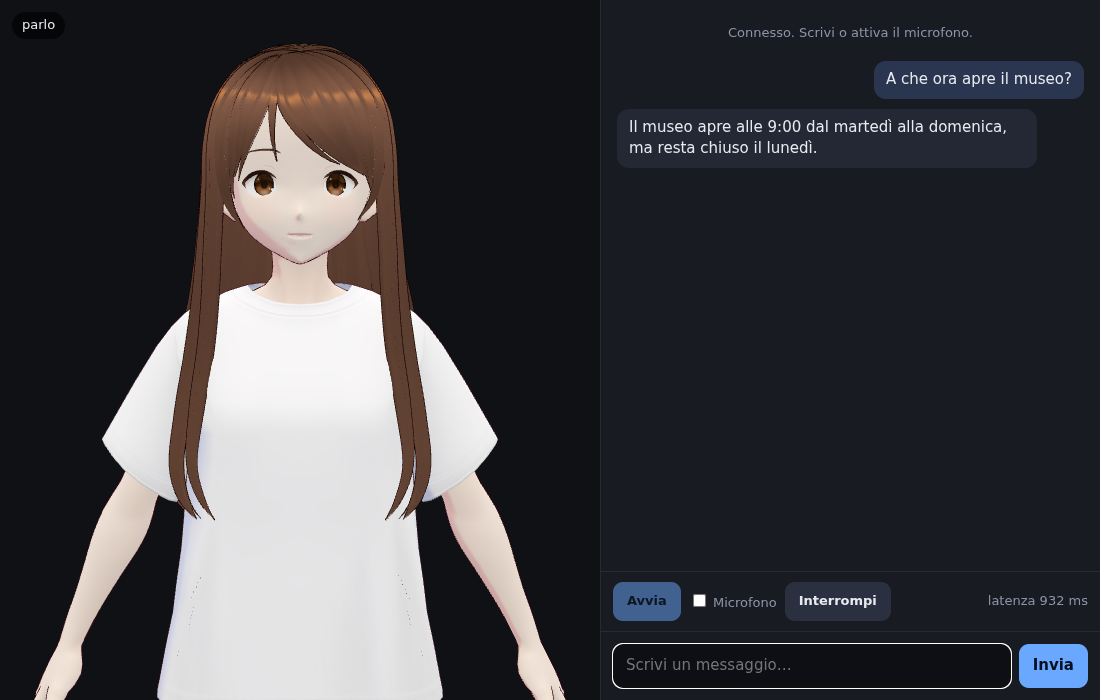 parlo
Connesso. Scrivi o attiva il microfono.
A che ora apre il museo?
Il museo apre alle 9:00 dal martedì alla domenica,
ma resta chiuso il lunedì.
Avvia
Microfono
Interrompi
latenza 932 ms
Scrivi un messaggio...
Invia